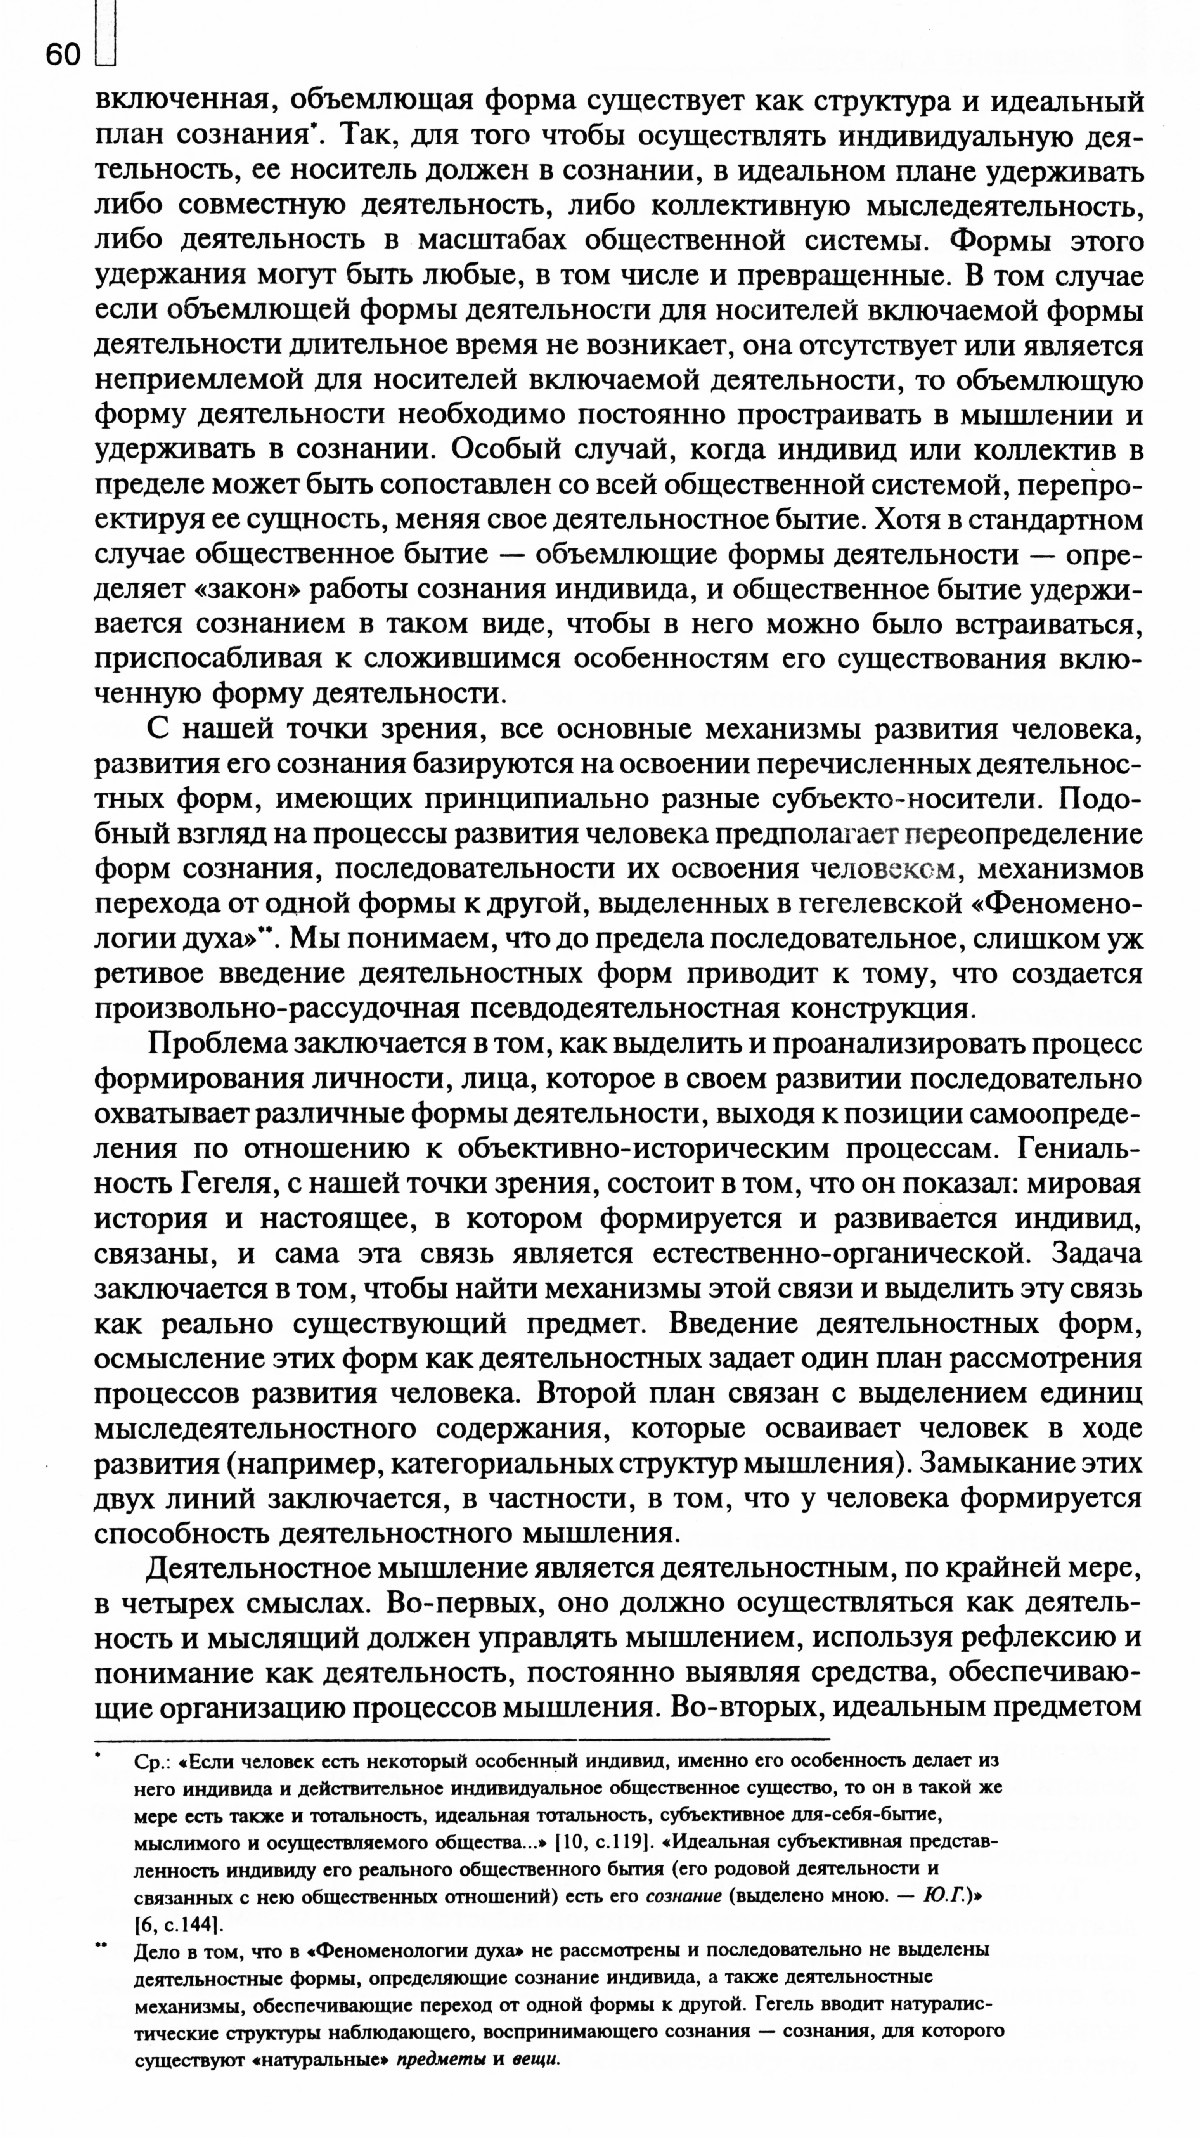 60
включенная, объемлющая форма существует как структура и идеальный
план сознания*. Так, для того чтобы осуществлять индивидуальную дея-
тельность, ее носитель должен в сознании, в идеальном плане удерживать
либо совместную деятельность, либо коллективную мыследеятельность,
либо деятельность в масштабах общественной системы. Формы этого
удержания могут быть любые, в том числе и превращенные. В том случае
если объемлющей формы деятельности для носителей включаемой формы
деятельности длительное время не возникает, она отсутствует или является
неприемлемой для носителей включаемой деятельности, то объемлющую
форму деятельности необходимо постоянно простраивать в мышлении и
удерживать в сознании. Особый случай, когда индивид или коллектив в
пределе может быть сопоставлен со всей общественной системой, перепро-
ектируя ее сущность, меняя свое деятельностное бытие. Хотя в стандартном
случае общественное бытие — объемлющие формы деятельности — опре-
деляет «закон» работы сознания индивида, и общественное бытие удержи-
вается сознанием в таком виде, чтобы в него можно было встраиваться,
приспосабливая к сложившимся особенностям его существования вклю-
ченную форму деятельности.
С нашей точки зрения, все основные механизмы развития человека,
развития его сознания базируются на освоении перечисленных деятельнос-
тных форм, имеющих принципиально разные субъекто-носители. Подо-
бный взгляд на процессы развития человека предполагает переопределение
форм сознания, последовательности их освоения человеком, механизмов
перехода от одной формы к другой, выделенных в гегелевской «Феномено-
логии духа»**. Мы понимаем, что до предела последовательное, слишком уж
ретивое введение деятельностных форм приводит к тому, что создается
произвольно-рассудочная псевдодеятельностная конструкция.
Проблема заключается в том, как выделить и проанализировать процесс
формирования личности, лица, которое в своем развитии последовательно
охватывает различные формы деятельности, выходя к позиции самоопреде-
ления по отношению к объективно-историческим процессам. Гениаль-
ность Гегеля, с нашей точки зрения, состоит в том, что он показал: мировая
история и настоящее, в котором формируется и развивается индивид,
связаны, и сама эта связь является естественно-органической. Задача
заключается в том, чтобы найти механизмы этой связи и выделить эту связь
как реально существующий предмет. Введение деятельностных форм,
осмысление этих форм как деятельностных задает один план рассмотрения
процессов развития человека. Второй план связан с выделением единиц
мыследеятельностного содержания, которые осваивает человек в ходе
развития (например, категориальных структур мышления). Замыкание этих
двух линий заключается, в частности, в том, что у человека формируется
способность деятельностного мышления.
Деятельностное мышление является деятельностным, по крайней мере,
в четырех смыслах. Во-первых, оно должно осуществляться как деятель-
ность и мыслящий должен управлять мышлением, используя рефлексию и
понимание как деятельность, постоянно выявляя средства, обеспечиваю-
щие организацию процессов мышления. Во-вторых, идеальным предметом
* Ср.: «Если человек есть некоторый особенный индивид, именно его особенность делает из
него индивида и действительное индивидуальное общественное существо, то он в такой же
мере есть также и тотальность, идеальная тотальность, субъективное для-себя-бытие,
мыслимого и осуществляемого общества...» [10, с.119]. «Идеальная субъективная представ-
ленность индивиду его реального общественного бытия (его родовой деятельности и
связанных с нею общественных отношений) есть его сознание (выделено мною. — Ю.Г.)»
[6, с.144].
** Дело в том, что в «Феноменологии духа» не рассмотрены и последовательно не выделены
деятельностные формы, определяющие сознание индивида, а также деятельностные
механизмы, обеспечивающие переход от одной формы к другой. Гегель вводит натуралис-
тические структуры наблюдающего, воспринимающего сознания — сознания, для которого
существуют «натуральные» предметы и вещи.